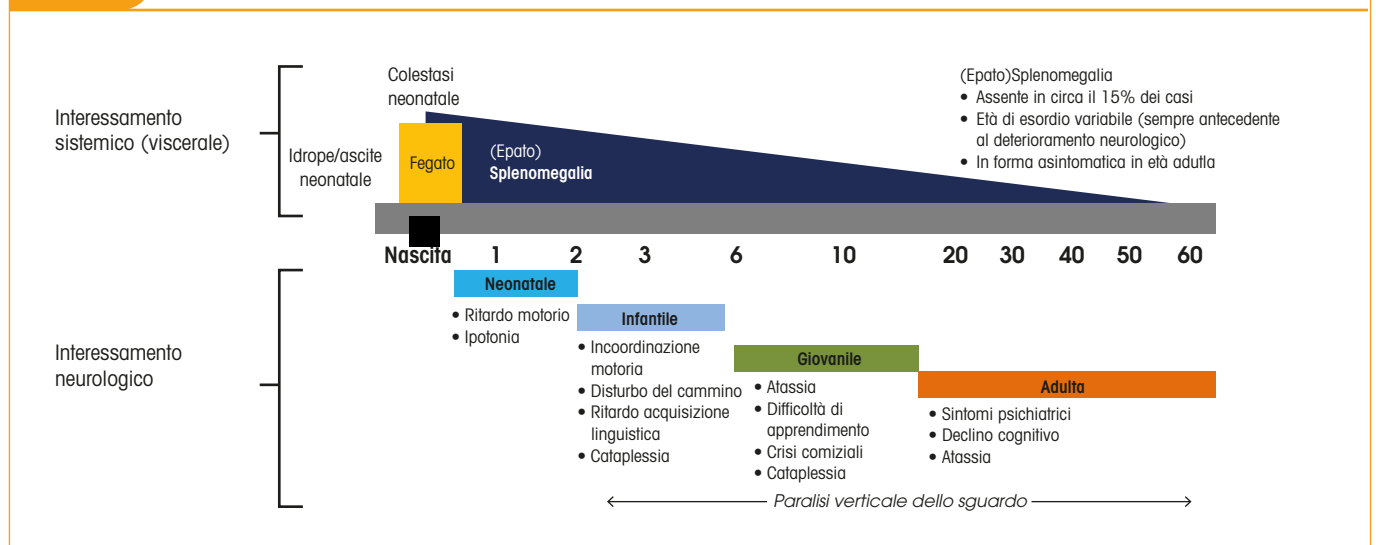 Interessamento
sistemico (viscerale)
Colestasi
neonatale
Idrope/ascite
neonatale
Fegato
(Epato)
Splenomegalia
(Epato)Splenomegalia
• Assente in circa il 15% dei casi
• Età di esordio variabile (sempre antecedente
al deterioramento neurologico)
• In forma asintomatica in età adutla
Nascita 1 2 3 6 10 20 30 40 50 60
Interessamento
neurologico
Neonatale
• Ritardo motorio
• Ipotonia
Infantile
• Incoordinazione
motoria
• Disturbo del cammino
• Ritardo acquisizione
linguistica
• Cataplessia
Giovanile
• Atassia
• Difficoltà di
apprendimento
• Crisi comiziali
• Cataplessia
Adulta
• Sintomi psichiatrici
• Declino cognitivo
• Atassia
Paralisi verticale dello sguardo